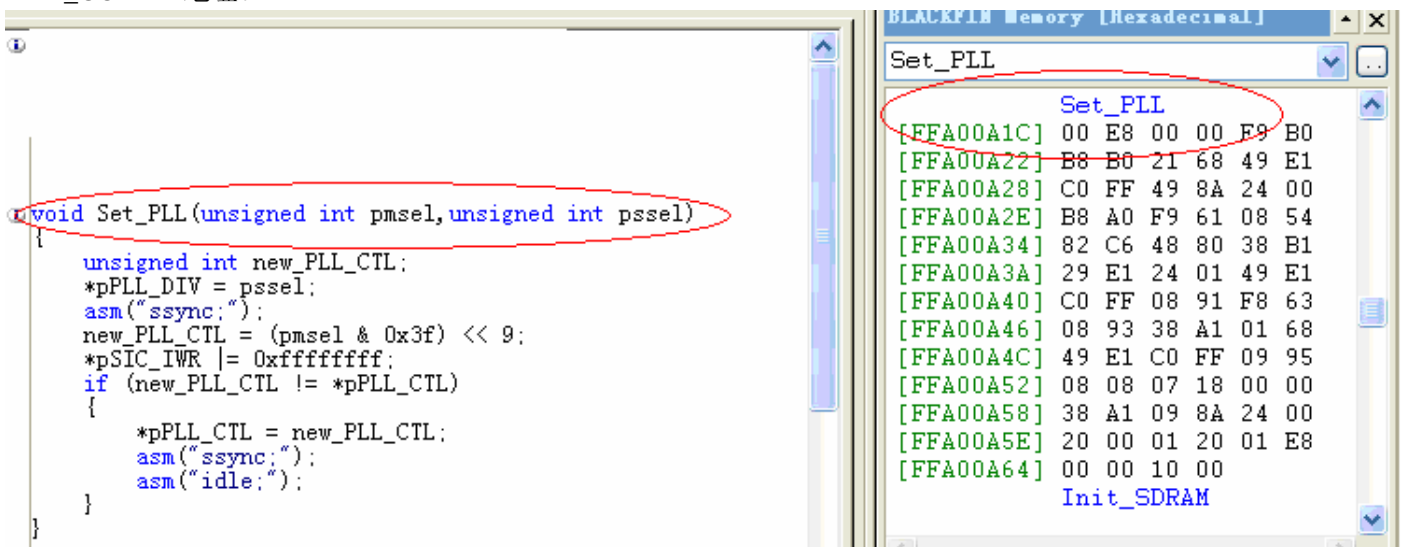 void Set_PLL(unsigned int pmsel,unsigned int pssel)
{
unsigned int new_PLL_CTL;
*pPLL_DIV = pssel;
asm("ssync;");
new_PLL_CTL = (pmsel & 0x3f) << 9;
*pSIC_IWR |= 0xffffffff;
if (new_PLL_CTL != *pPLL_CTL)
{
*pPLL_CTL = new_PLL_CTL;
asm("ssync;");
asm("idle;");
}
}
BLACKFIN Memory [Hexadecimal]
Set_PLL
Set_PLL
[FFA00A1C] 00 E8 00 00 F9 B0
[FFA00A22] B8 B0 21 68 49 E1
[FFA00A28] C0 FF 49 8A 24 00
[FFA00A2E] B8 A0 F9 61 08 54
[FFA00A34] 82 C6 48 80 38 B1
[FFA00A3A] 29 E1 24 01 49 E1
[FFA00A40] C0 FF 08 91 F8 63
[FFA00A46] 08 93 38 A1 01 68
[FFA00A4C] 49 E1 C0 FF 09 95
[FFA00A52] 08 08 07 18 00 00
[FFA00A58] 38 A1 09 8A 24 00
[FFA00A5E] 20 00 01 20 01 E8
[FFA00A64] 00 00 10 00
Init_SDRAM